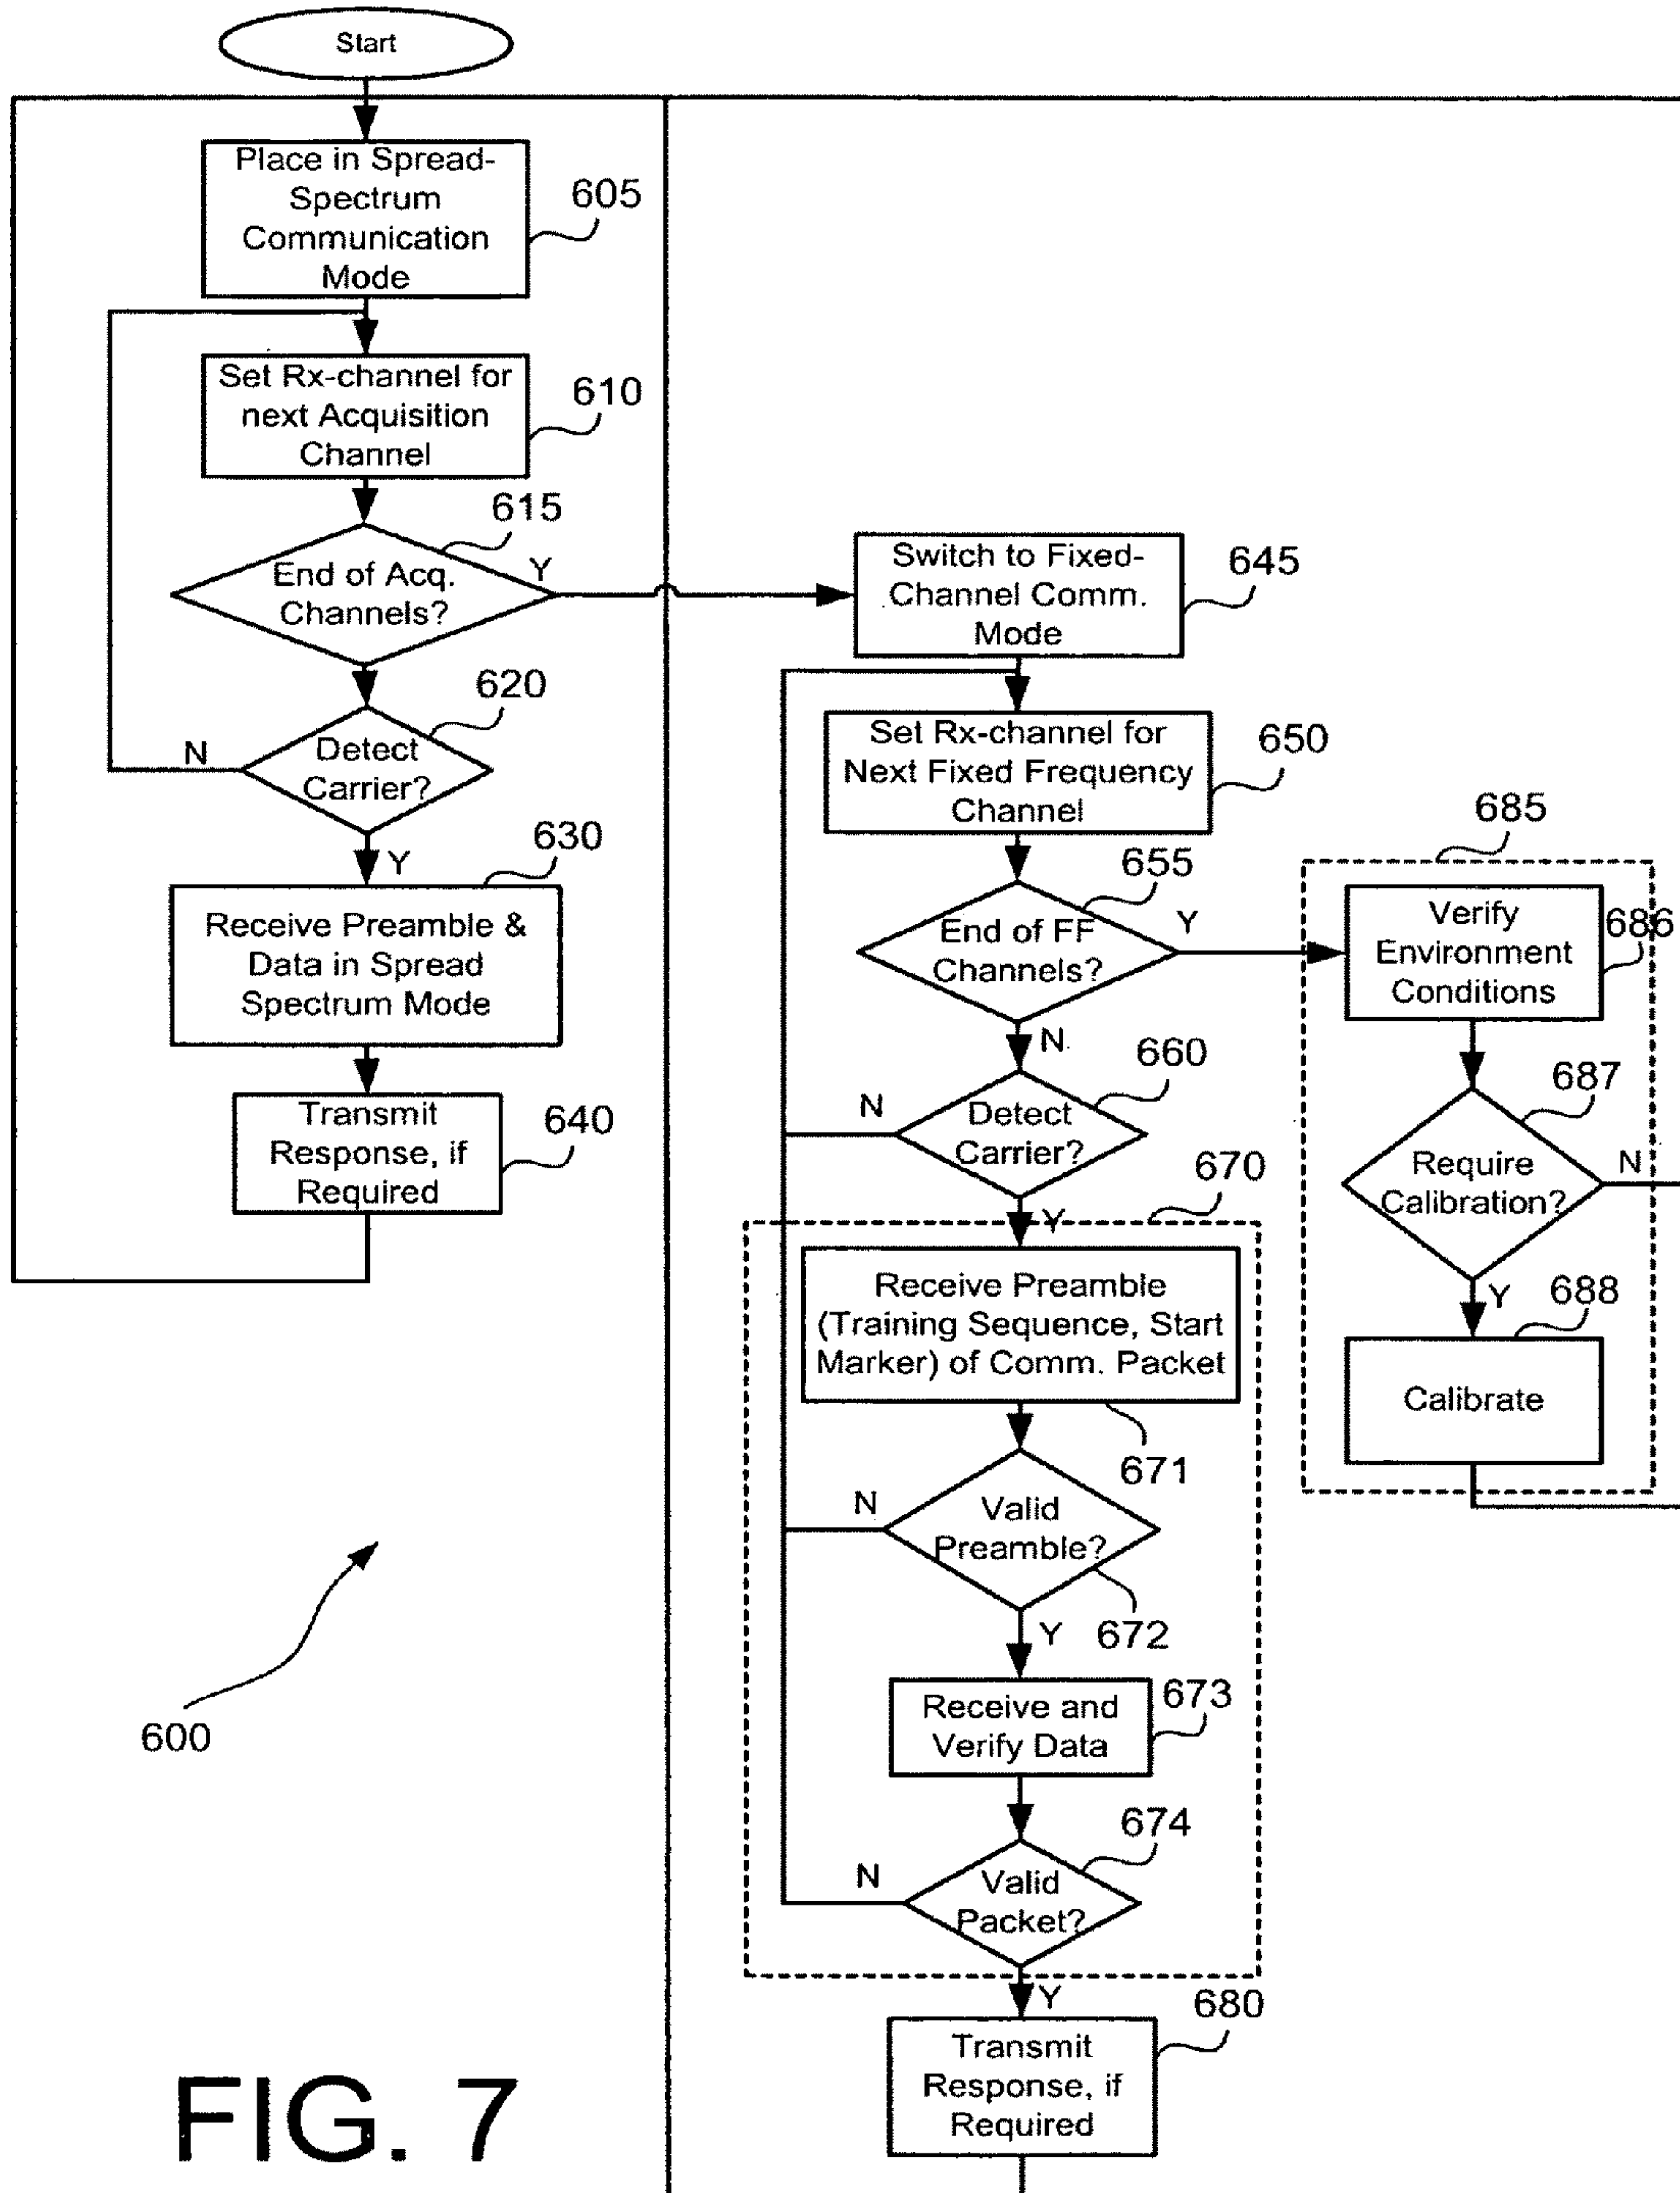 Start
Place in Spread-
Spectrum
Communication
Mode
605
Set Rx-channel for
next Acquisition
Channel
610
615
End of Acq.
Channels?
Y
620
Detect
Carrier?
N
Y
630
Receive Preamble &
Data in Spread
Spectrum Mode
Transmit
Response, if
Required
640
Switch to Fixed-
Channel Comm.
Mode
645
Set Rx-channel for
Next Fixed Frequency
Channel
650
655
End of FF
Channels?
Y
N
660
Detect
Carrier?
N
Y
670
Receive Preamble
(Training Sequence, Start
Marker) of Comm. Packet
671
Valid
Preamble?
N
Y
672
Receive and
Verify Data
673
674
Valid
Packet?
N
Y
680
Transmit
Response, if
Required
685
Verify
Environment
Conditions
686
687
Require
Calibration?
N
Y
688
Calibrate
600
FIG. 7